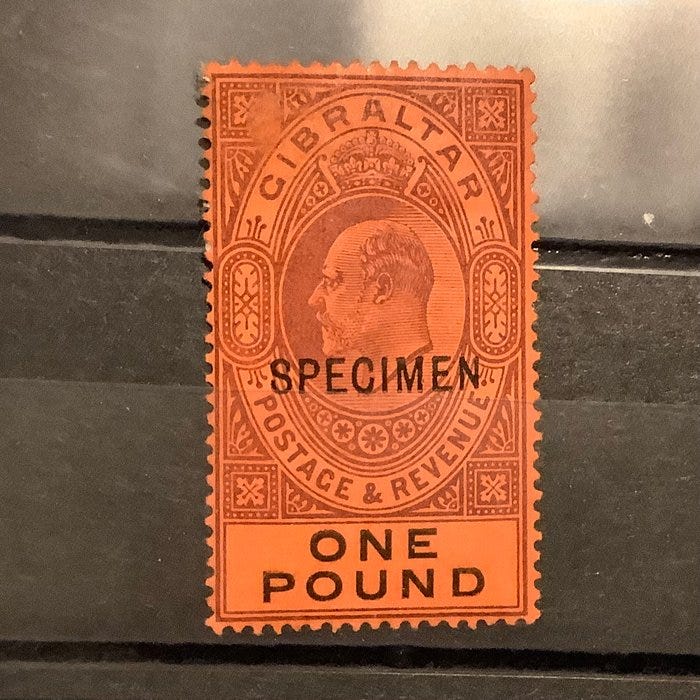 GIBRALTAR
SPECIMEN
POSTAGE & REVENUE
ONE
POUND